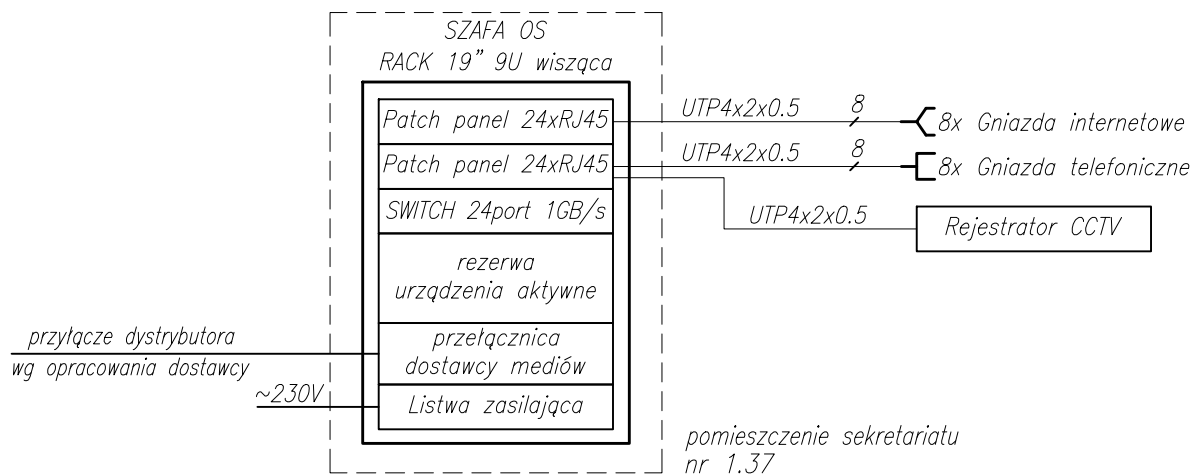 SZAFA OS
RACK 19" 9U wisząca
Patch panel 24xRJ45
UTP4x2x0.5
8
8x Gniazda internetowe
Patch panel 24xRJ45
UTP4x2x0.5
8
8x Gniazda telefoniczne
SWITCH 24port 1GB/s
UTP4x2x0.5
Rejestrator CCTV
rezerwa
urządzenia aktywne
przyłącze dystrybutora
wg opracowania dostawcy
przełącznica
dostawcy mediów
~230V
Listwa zasilająca
pomieszczenie sekretariatu
nr 1.37